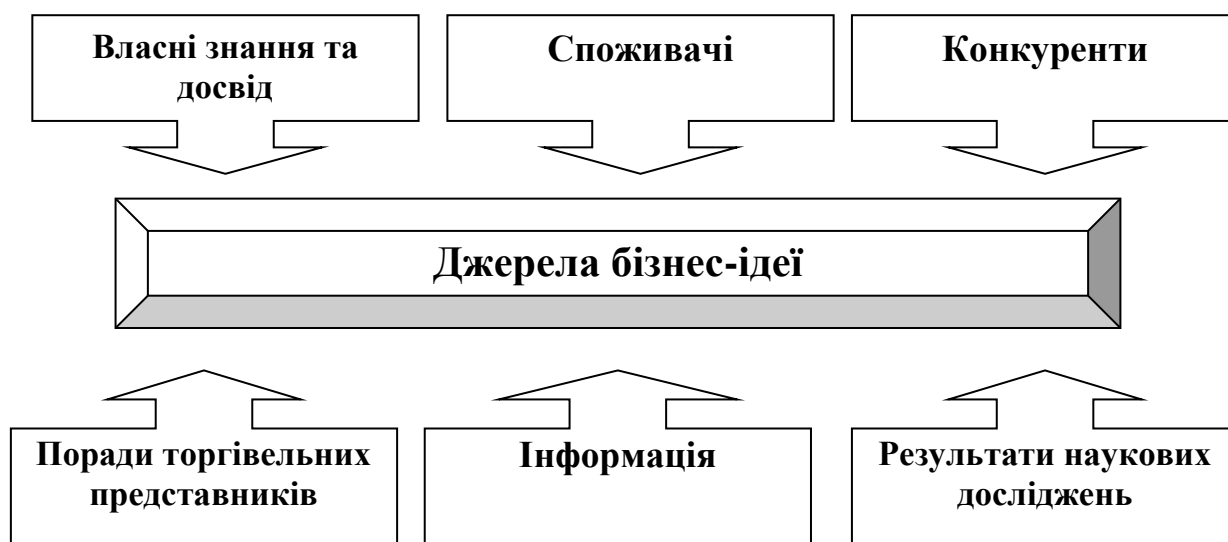 Власні знання та
досвід
Споживачі
Конкуренти
Джерела бізнес-ідеї
Поради торгівельних
представників
Інформація
Результати наукових
досліджень